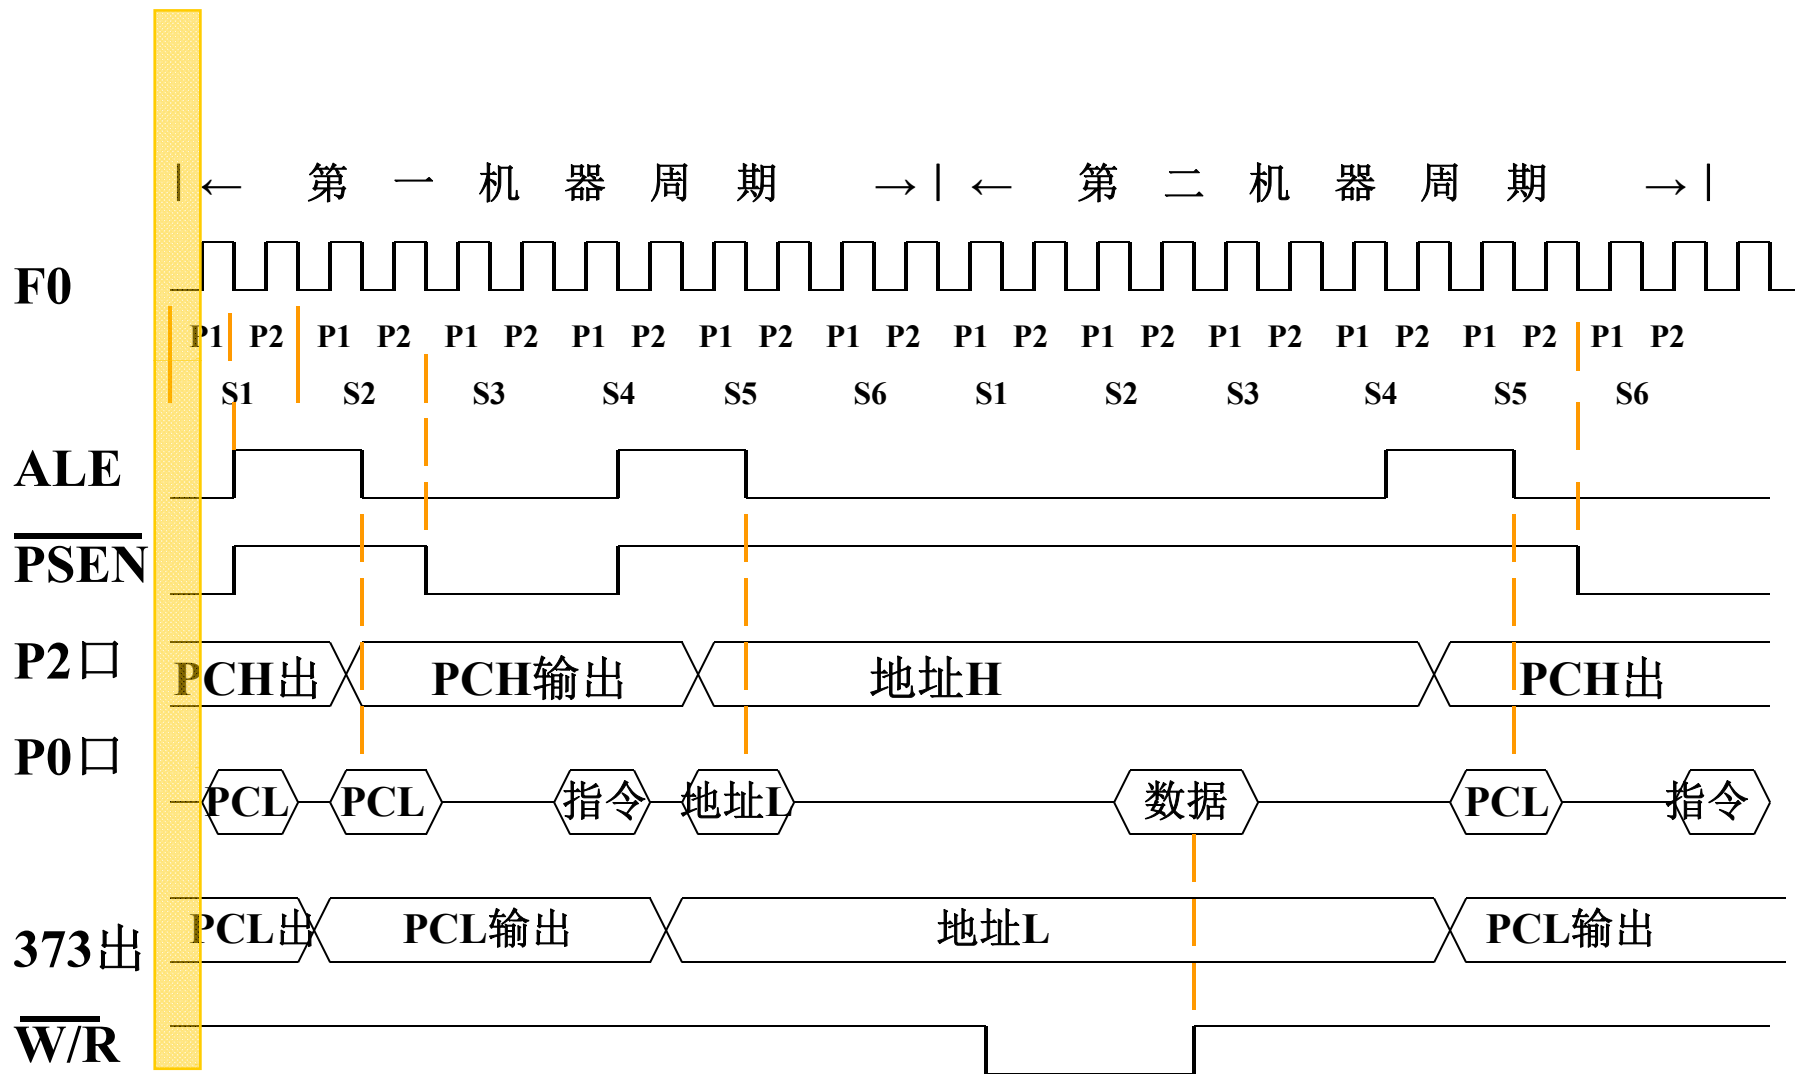 |← 第一机器周期 →|← 第二机器周期 →|
F0
P1 P2 P1 P2 P1 P2 P1 P2 P1 P2 P1 P2 P1 P2 P1 P2 P1 P2 P1 P2 P1 P2 P1 P2
S1 S2 S3 S4 S5 S6 S1 S2 S3 S4 S5 S6
ALE
PSEN
P2口 PCH出 PCH输出 地址H PCH出
P0口
PCL PCL 指令 地址L 数据 PCL 指令
373出 PCL出 PCL输出 地址L PCL输出
W/R